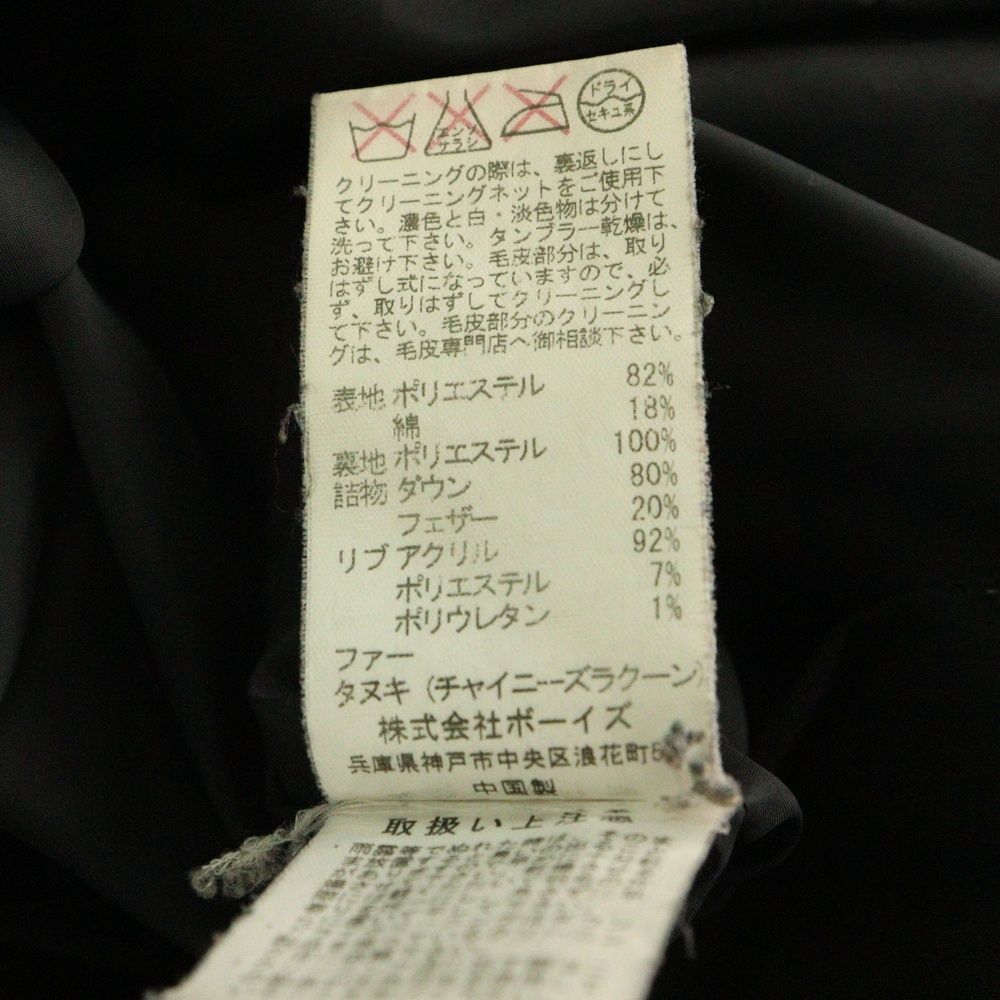 エンソ
サラシ
ドライ
セキユ系
クリーニングの際は、裏返しにし
てクリーニングネットをご使用下
さい。濃色と白・淡色物は分けて
洗って下さい。タンブラー乾燥は、
お避け下さい。毛皮部分は、取り
はずし式になっていますので、必
ず、取りはずしてクリーニングし
て下さい。毛皮部分のクリーニン
グは、毛皮専門店へ御相談下さい。
表地 ポリエステル 82%
綿 18%
裏地 ポリエステル 100%
詰物 ダウン 80%
フェザー 20%
リブ アクリル 92%
ポリエステル 7%
ポリウレタン 1%
ファー
タヌキ (チャイニーズラクーン)
株式会社ボーイズ
兵庫県神戸市中央区浪花町
中国製
取扱い上注意